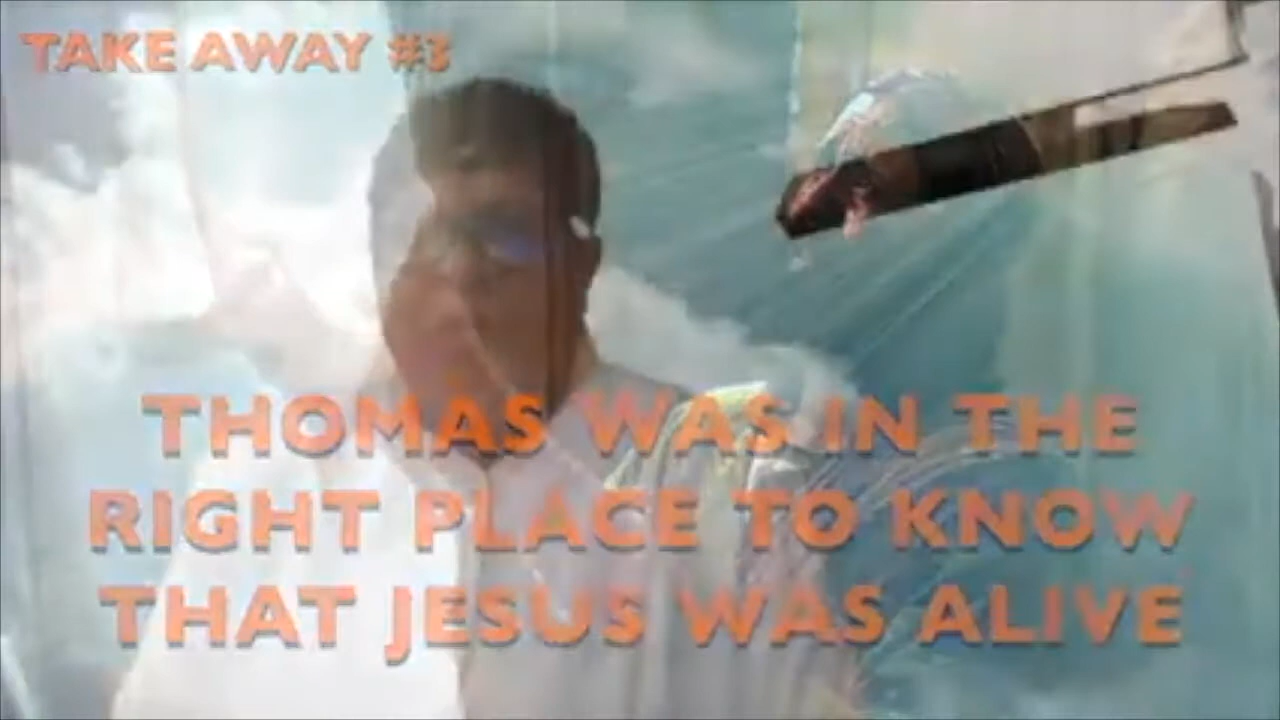 TAKE AWAY #3
THOMAS WAS IN THE
RIGHT PLACE TO KNOW
THAT JESUS WAS ALIVE